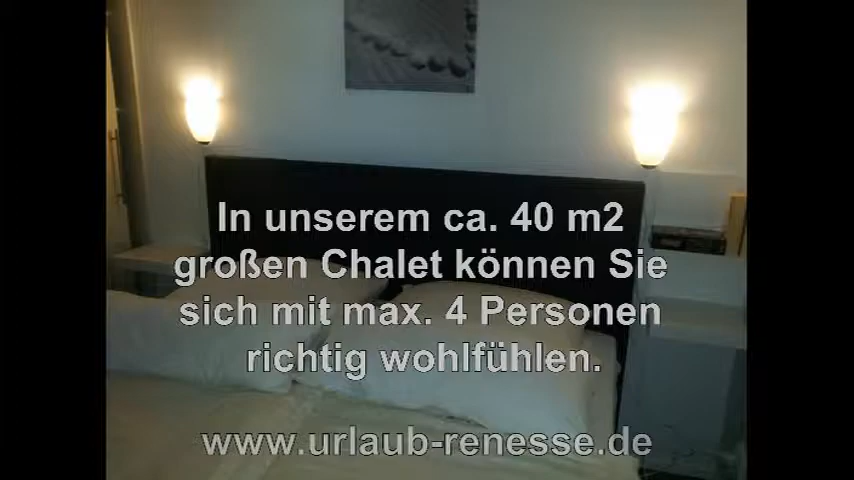 In unserem ca. 40 m2
großen Chalet können Sie
sich mit max. 4 Personen
richtig wohlfühlen.
www.urlaub-renesse.de